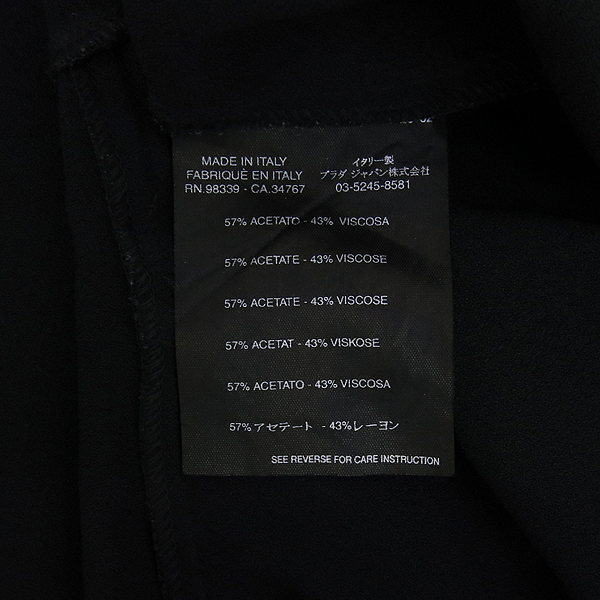 MADE IN ITALY
FABRIQUÉ EN ITALY
RN.98339 - CA.34767
イタリー製
プラダ ジャパン株式会社
03-5245-8581
57% ACETATO - 43% VISCOSA
57% ACETATE - 43% VISCOSE
57% ACETATE - 43% VISCOSE
57% ACETAT - 43% VISKOSE
57% ACETATO - 43% VISCOSA
57% アセテート - 43% レーヨン
SEE REVERSE FOR CARE INSTRUCTION